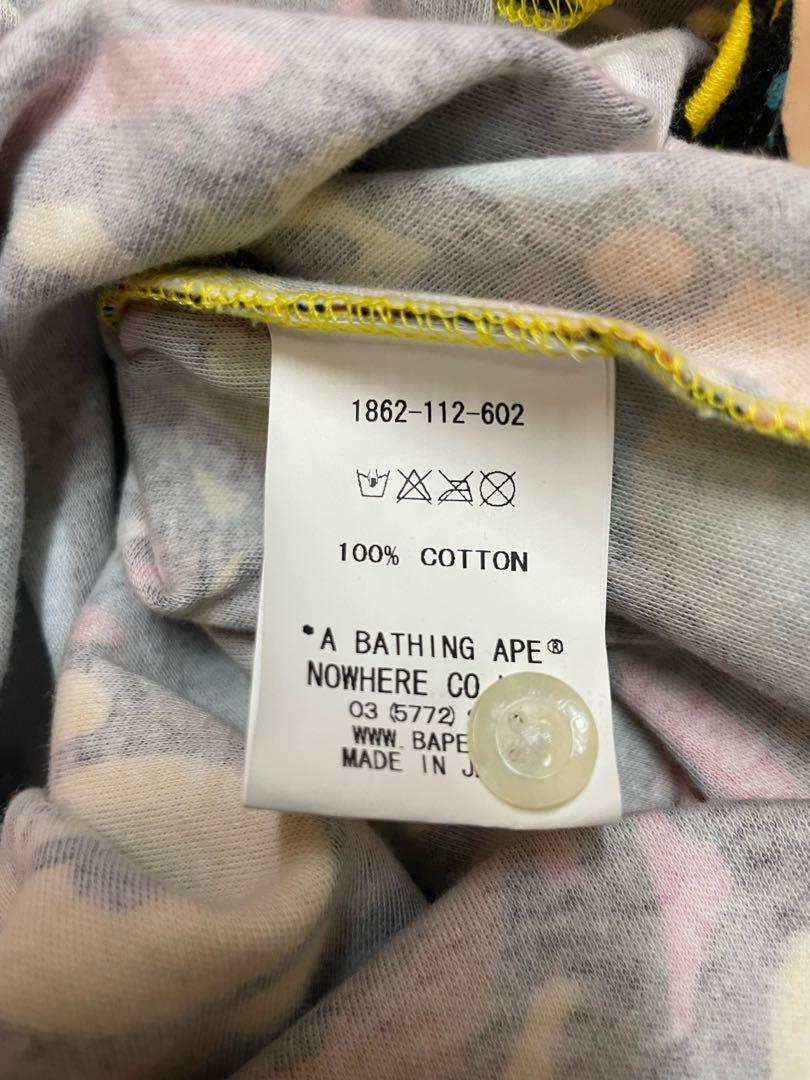 1862-112-602
100% COTTON
*A BATHING APE®
NOWHERE CO
03 (5772)
WWW. BAPE
MADE IN J